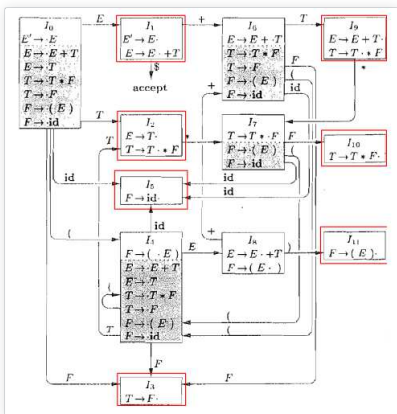 I₀
E' → ·E
E → ·E + T
E → ·T
T → ·T * F
T → ·F
F → ·( E )
F → ·id
E
I₁
E' → E·
E → E· + T
$
accept
+
I₆
E → E + ·T
T → ·T * F
T → ·F
F → ·( E )
F → ·id
T
I₉
E → E + T·
T → T· * F
F
(
id
+
*
T
I₂
E → T·
T → T· * F
*
I₇
T → T * ·F
F → ·( E )
F → ·id
F
(
id
I₁₀
T → T * F·
T
id
I₅
F → id·
id
id
(
I₄
F → ( ·E )
E → ·E + T
E → ·T
T → ·T * F
T → ·F
F → ·( E )
F → ·id
(
T
E
+
I₈
E → E· + T
F → ( E· )
)
I₁₁
F → ( E )·
(
(
F
F
F
I₃
T → F·